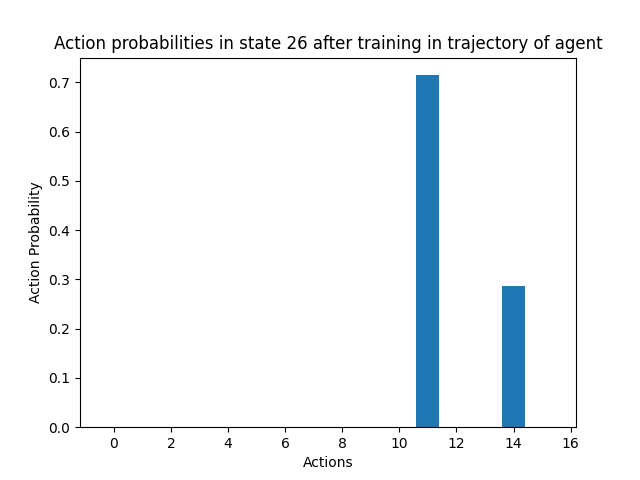 Action probabilities in state 26 after training in trajectory of agent
0.7
0.6
0.5
0.4
0.3
0.2
0.1
0.0
Action Probability
0 2 4 6 8 10 12 14 16
Actions